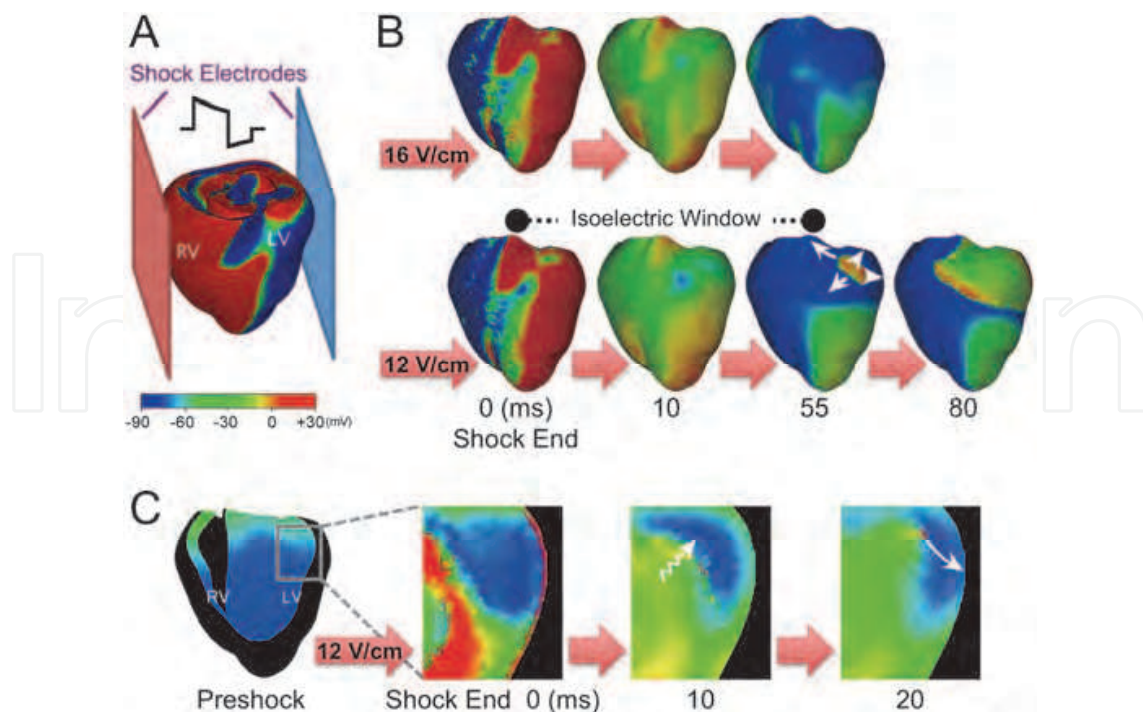 A
Shock Electrodes
RV
LV
-90 -60 -30 0 +30(mV)
B
16 V/cm
Isoelectric Window
12 V/cm
0 (ms) 10 55 80
Shock End
C
RV
LV
12 V/cm
Preshock
Shock End 0 (ms) 10 20